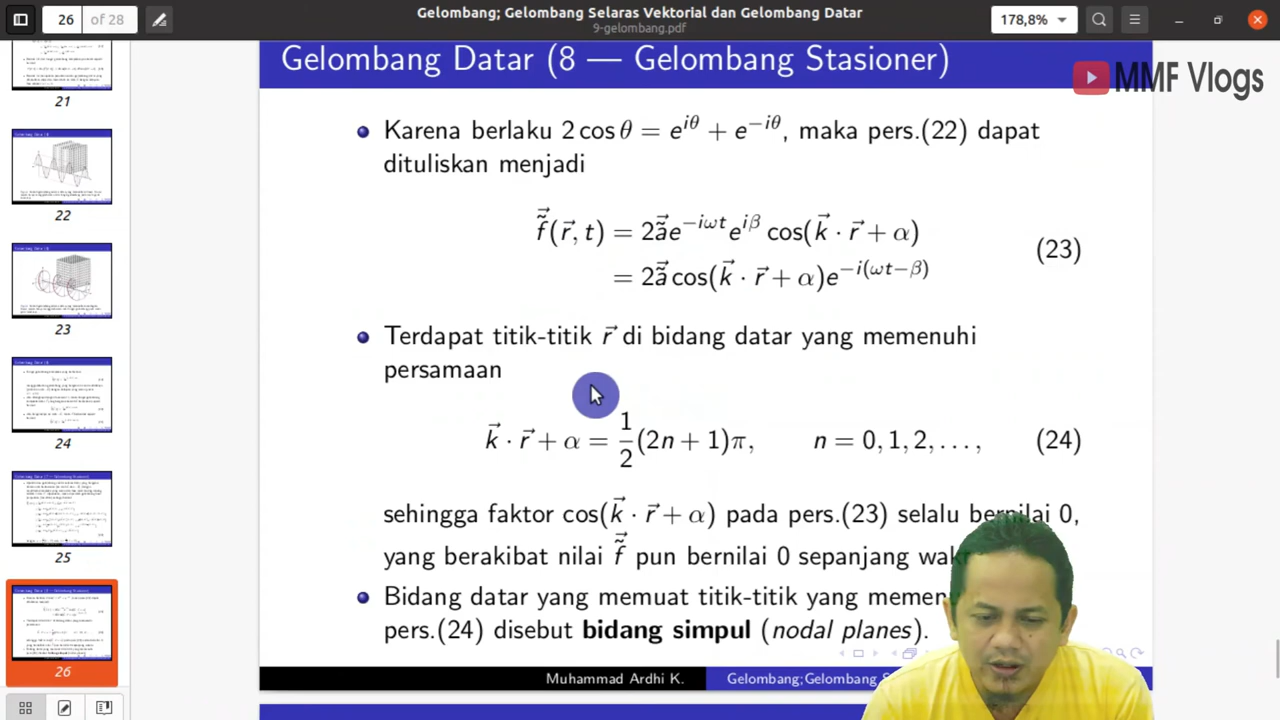 26 of 28
Gelombang; Gelombang Selaras Vektorial dan Gelombang Datar
9-gelombang.pdf
178,8%
MMF Vlogs
21
22
23
24
25
26
Gelombang Datar (8 — Gelombang Stasioner)
Karena berlaku 2 cos θ = e^{iθ} + e^{−iθ}, maka pers.(22) dapat
dituliskan menjadi
f̃⃗(r⃗, t) = 2ã⃗e^{−iωt}e^{iβ} cos(k⃗ · r⃗ + α)
= 2ã⃗ cos(k⃗ · r⃗ + α)e^{−i(ωt−β)}
(23)
Terdapat titik-titik r⃗ di bidang datar yang memenuhi
persamaan
k⃗ · r⃗ + α = 1/2(2n + 1)π, n = 0, 1, 2, . . . , (24)
sehingga faktor cos(k⃗ · r⃗ + α) pada pers.(23) selalu bernilai 0,
yang berakibat nilai f̃⃗ pun bernilai 0 sepanjang
Bidang datar yang memuat titik-titik yang
pers.(24) disebut bidang simpal (nodal planes).
Muhammad Ardhi K. Gelombang;Gelombang